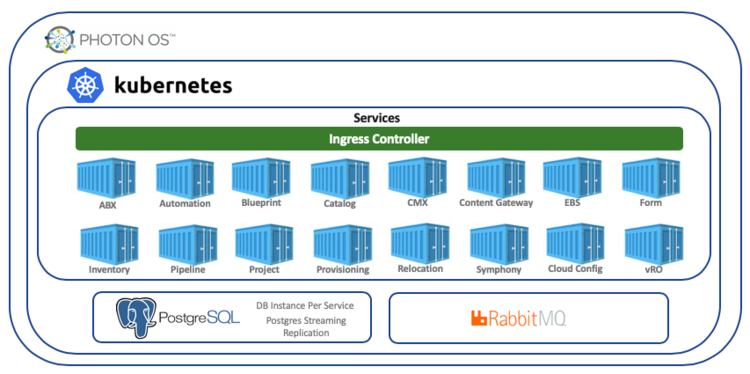 PHOTON OS™
kubernetes
Services
Ingress Controller
ABX
Automation
Blueprint
Catalog
CMX
Content Gateway
EBS
Form
Inventory
Pipeline
Project
Provisioning
Relocation
Symphony
Cloud Config
vRO
PostgreSQL
DB Instance Per Service
Postgres Streaming
Replication
RabbitMQ